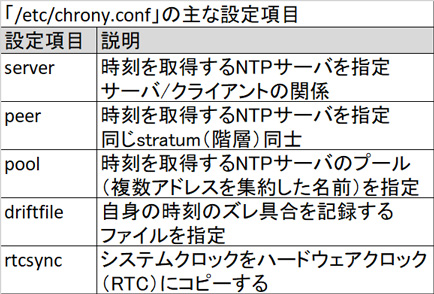 「/etc/chrony.conf」の主な設定項目
設定項目 説明
server 時刻を取得するNTPサーバを指定
サーバ/クライアントの関係
peer 時刻を取得するNTPサーバを指定
同じstratum(階層)同士
pool 時刻を取得するNTPサーバのプール
(複数アドレスを集約した名前)を指定
driftfile 自身の時刻のズレ具合を記録する
ファイルを指定
rtcsync システムクロックをハードウェアクロック
(RTC)にコピーする